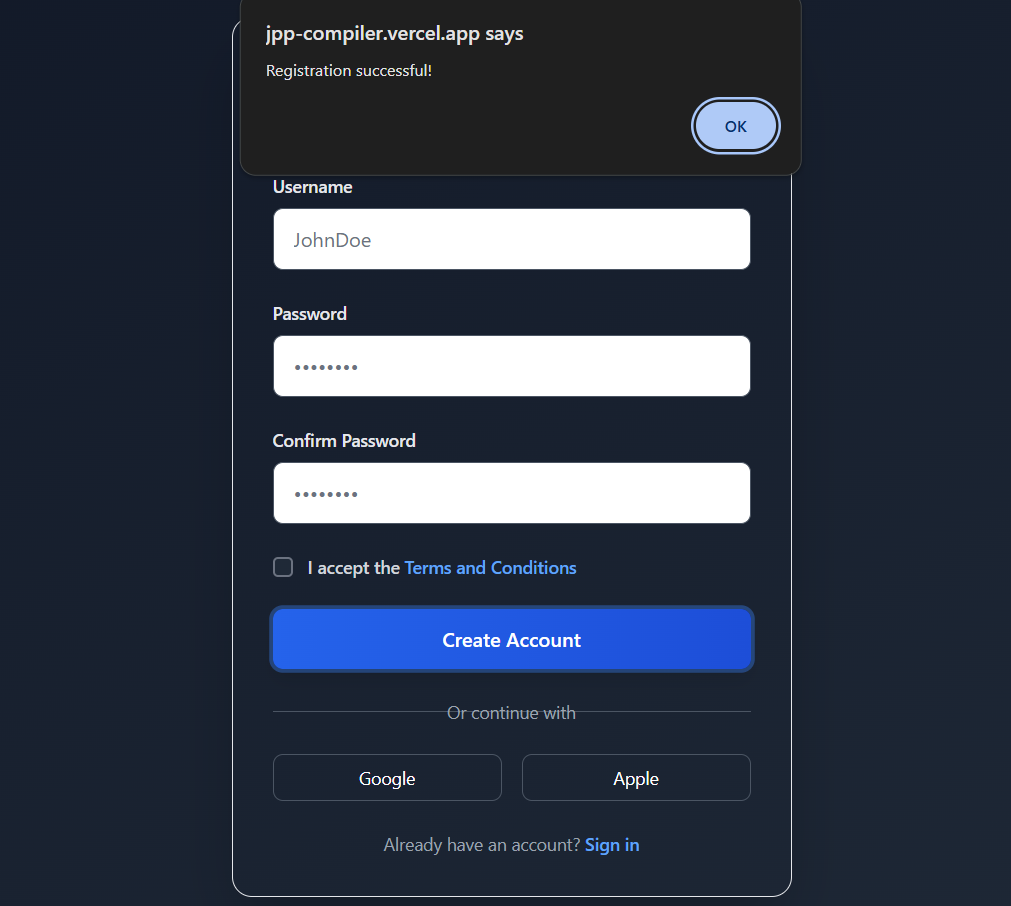 jpp-compiler.vercel.app says
Registration successful!
OK
Username
JohnDoe
Password
••••••••
Confirm Password
••••••••
I accept the Terms and Conditions
Create Account
Or continue with
Google
Apple
Already have an account? Sign in